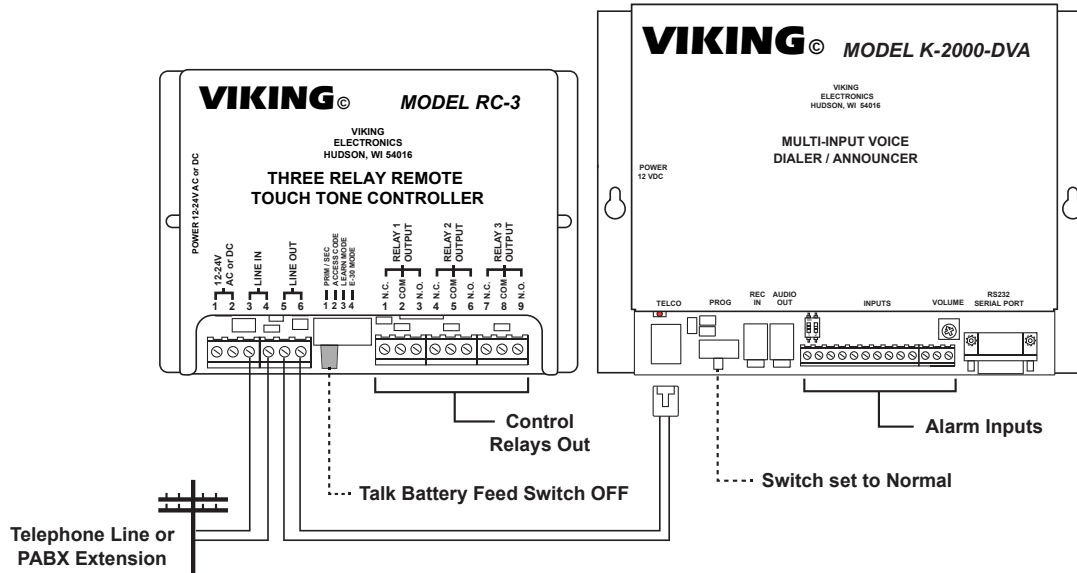 VIKING©
MODEL RC-3
VIKING
ELECTRONICS
HUDSON, WI 54016
THREE RELAY REMOTE
TOUCH TONE CONTROLLER
POWER 12-24V AC or DC
12-24V
AC or DC
LINE IN
LINE OUT
PRIM / SEC
ACCESS CODE
LEARN MODE
E-30 MODE
RELAY 1
OUTPUT
RELAY 2
OUTPUT
RELAY 3
OUTPUT
N.C.
COM
N.O.
N.C.
COM
N.O.
N.C.
COM
N.O.
1 2 3 4 5 6
1 2 3 4
1 2 3 4 5 6 7 8 9
Control
Relays Out
Talk Battery Feed Switch OFF
Telephone Line or
PABX Extension
VIKING©
MODEL K-2000-DVA
VIKING
ELECTRONICS
HUDSON, WI 54016
MULTI-INPUT VOICE
DIALER / ANNOUNCER
POWER
12 VDC
TELCO
PROG
REC
IN
AUDIO
OUT
INPUTS
VOLUME
RS232
SERIAL PORT
Alarm Inputs
Switch set to Normal